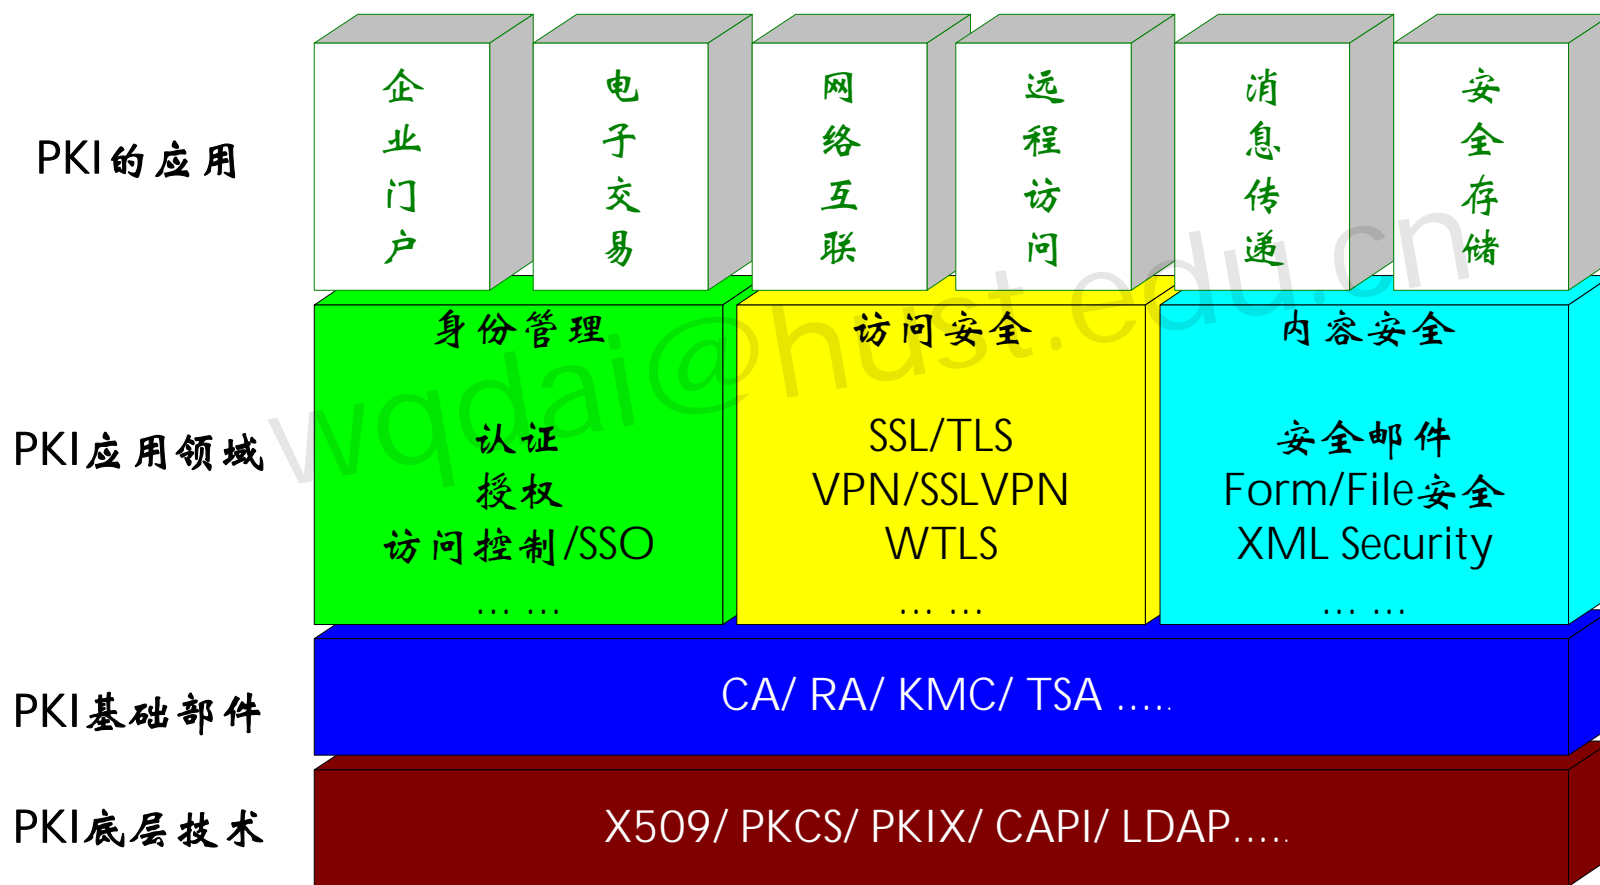 PKI的应用
企业门户
电子交易
网络互联
远程访问
消息传递
安全存储
PKI应用领域
身份管理
认证
授权
访问控制/SSO
... ...
访问安全
SSL/TLS
VPN/SSLVPN
WTLS
... ...
内容安全
安全邮件
Form/File安全
XML Security
... ...
PKI基础部件
CA/ RA/ KMC/ TSA .....
PKI底层技术
X509/ PKCS/ PKIX/ CAPI/ LDAP.....
wqdai@hust.edu.cn